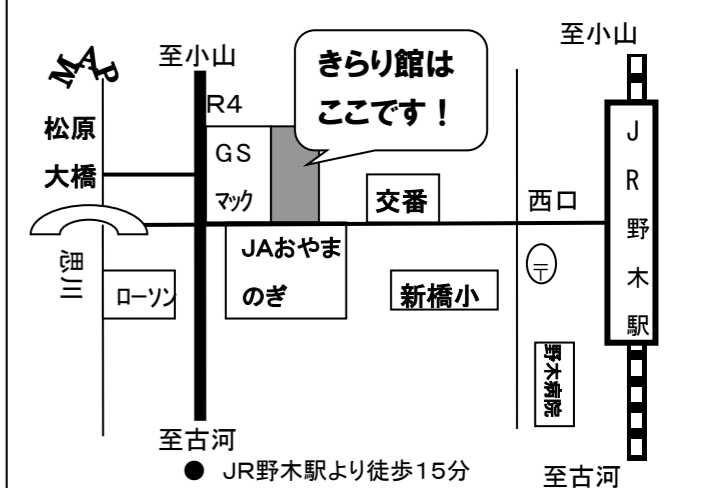 MAP
至小山
至小山
きらり館は
ここです！
R4
松原
大橋
GS
マック
交番
西口
JR野木駅
思川
ローソン
JAおやま
のぎ
新橋小
〒
野木病院
至古河
至古河
● JR野木駅より徒歩15分